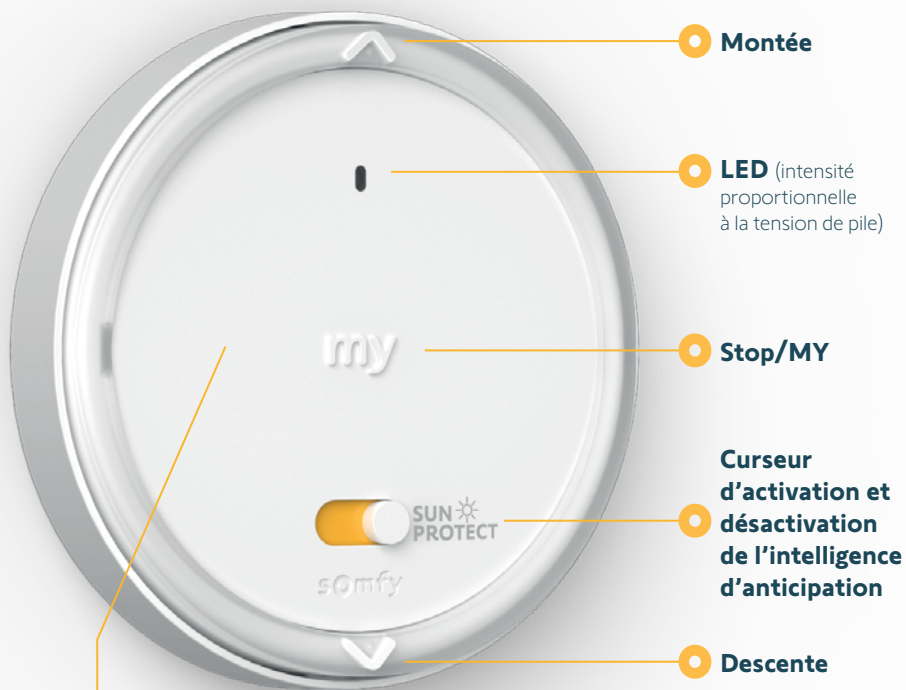 Montée
LED (intensité
proportionnelle
à la tension de pile)
my
Stop/MY
Curseur
d'activation et
désactivation
de l'intelligence
d'anticipation
SUN
PROTECT
somfy
Descente